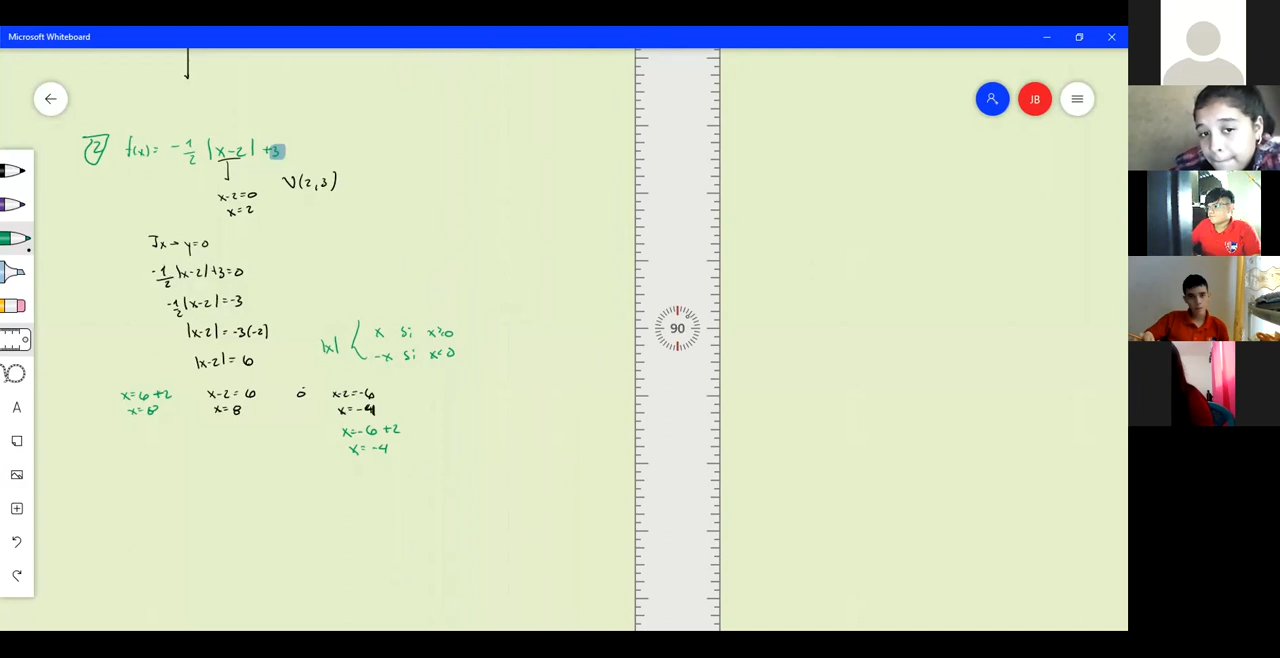 Microsoft Whiteboard
JB
2) f(x) = -1/2 |x-2| +3
x-2=0
x=2
V(2,3)
Jx → y=0
-1/2 |x-2|+3=0
-1/2 |x-2| = -3
|x-2| = -3(-2)
|x-2| = 6
|x| { x si x≥0
-x si x<0
x=6+2
x=8
x-2=6 ó x-2=-6
x=8
x=-4
x=-6+2
x=-4
90
A